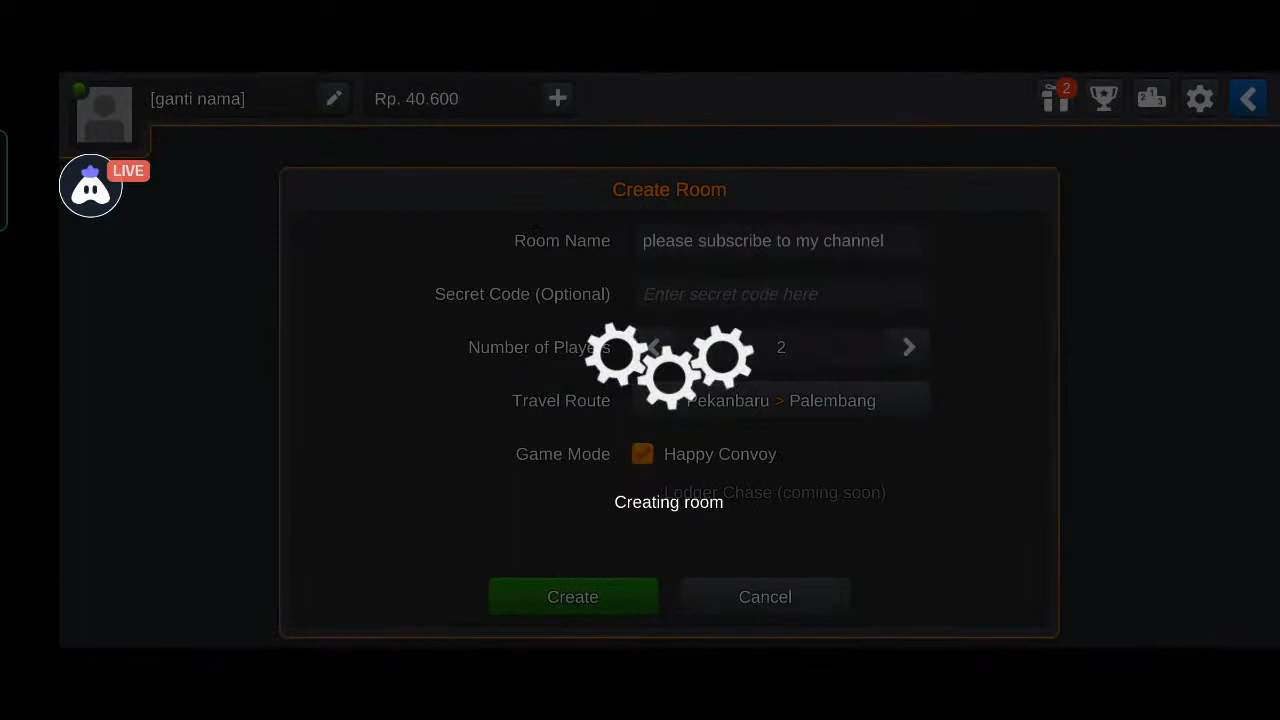 [ganti nama]
Rp. 40.600
2
LIVE
Create Room
Room Name
please subscribe to my channel
Secret Code (Optional)
Enter secret code here
Number of Players
2
Travel Route
Pekanbaru > Palembang
Game Mode
Happy Convoy
Lodger Chase (coming soon)
Creating room
Create
Cancel